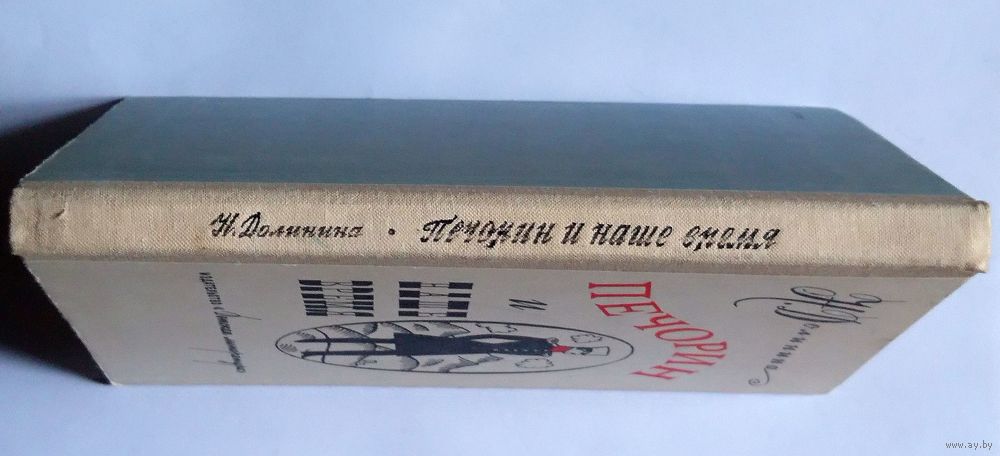 Н. Долинина • Печорин и наше время
Н. Долинина
ПЕЧОРИН
И
НАШЕ
ВРЕМЯ
www.ay.by